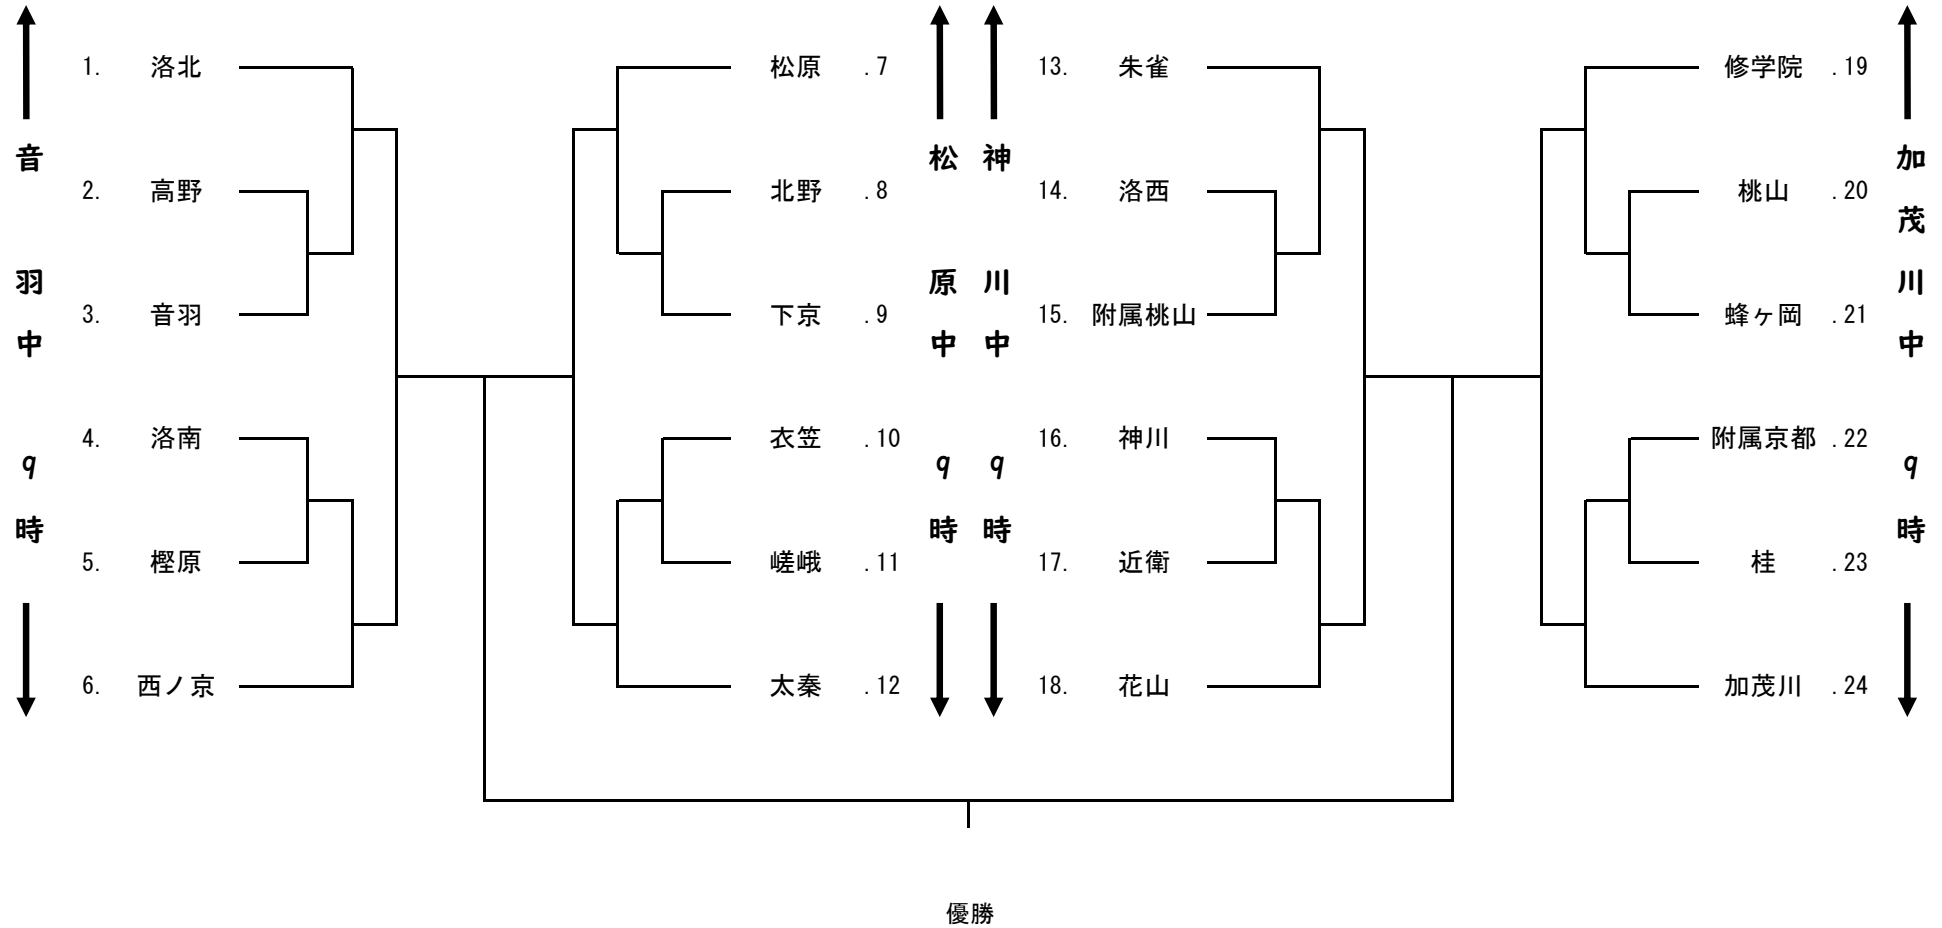 音羽中 9時
1. 洛北
2. 高野
3. 音羽
4. 洛南
5. 樫原
6. 西ノ京
松原 .7
北野 .8
下京 .9
衣笠 .10
嵯峨 .11
太秦 .12
松原中 9時
神川中 9時
13. 朱雀
14. 洛西
15. 附属桃山
16. 神川
17. 近衛
18. 花山
修学院 .19
桃山 .20
蜂ヶ岡 .21
附属京都 .22
桂 .23
加茂川 .24
加茂川中 9時
優勝